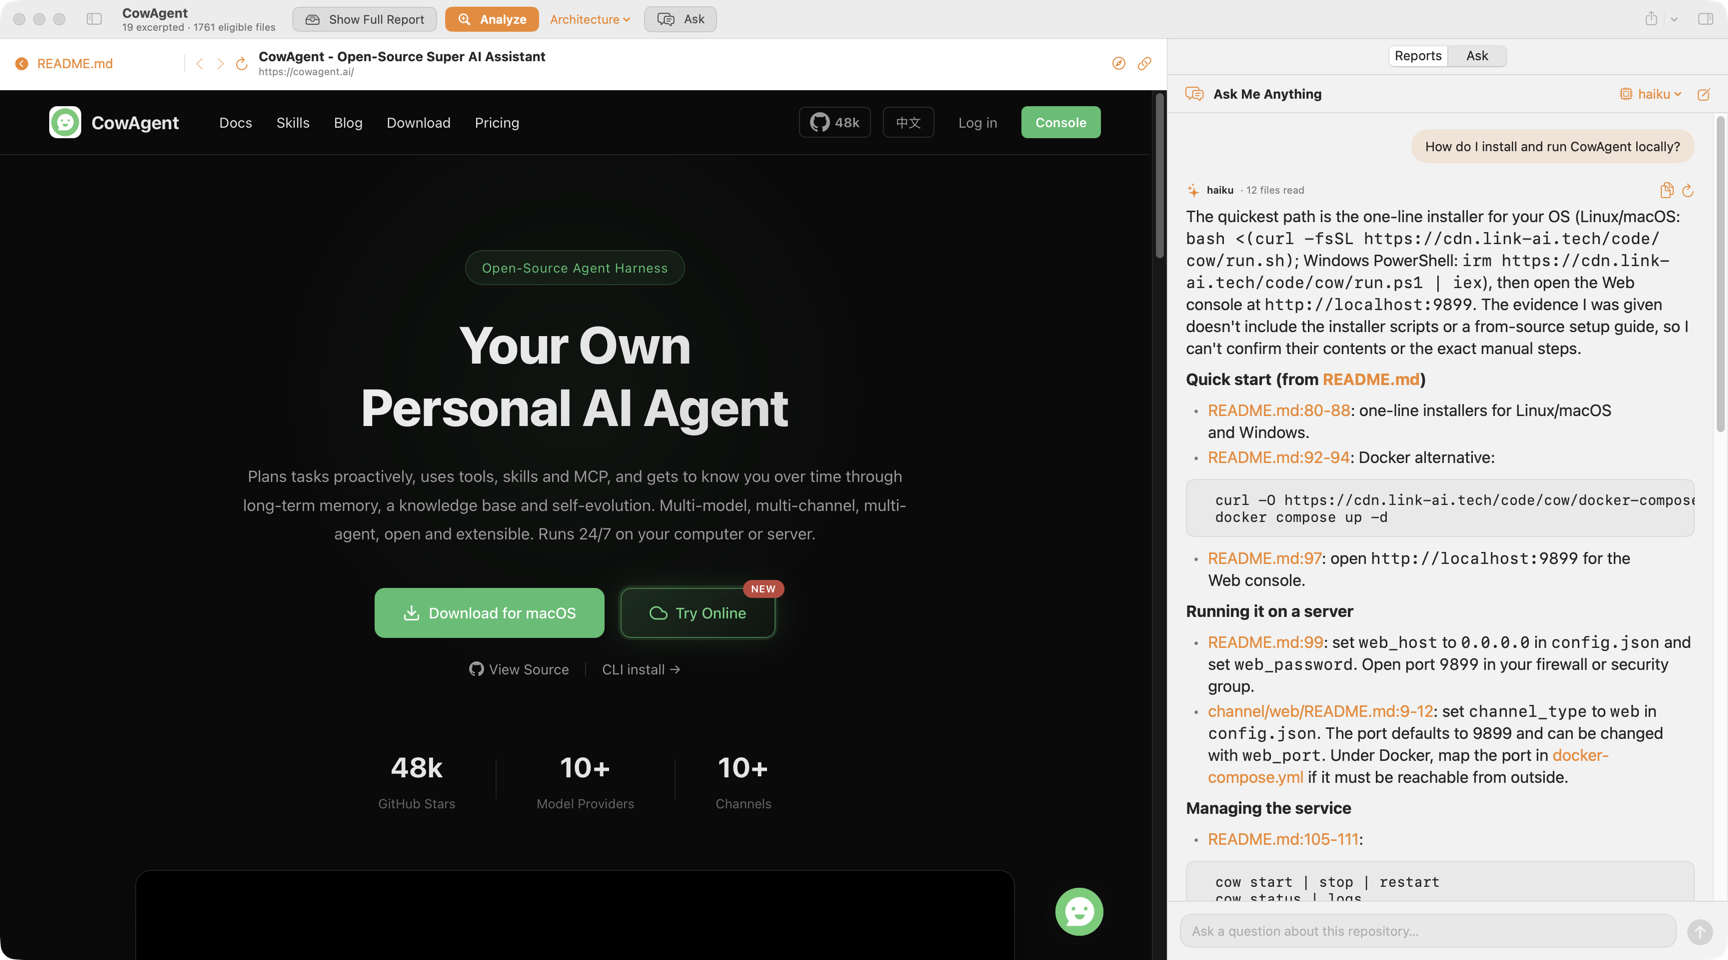 CowAgent
19 excerpted · 1761 eligible files
Show Full Report
Analyze
Architecture
Ask
README.md
CowAgent - Open-Source Super AI Assistant
https://cowagent.ai/
CowAgent
Docs
Skills
Blog
Download
Pricing
48k
中文
Log in
Console
Open-Source Agent Harness
Your Own
Personal AI Agent
Plans tasks proactively, uses tools, skills and MCP, and gets to know you over time through
long-term memory, a knowledge base and self-evolution. Multi-model, multi-channel, multi-
agent, open and extensible. Runs 24/7 on your computer or server.
Download for macOS
NEW
Try Online
View Source
CLI install →
48k
GitHub Stars
10+
Model Providers
10+
Channels
Reports
Ask
Ask Me Anything
haiku
How do I install and run CowAgent locally?
haiku · 12 files read
The quickest path is the one-line installer for your OS (Linux/macOS:
bash <(curl -fsSL https://cdn.link-ai.tech/code/
cow/run.sh); Windows PowerShell: irm https://cdn.link-
ai.tech/code/cow/run.ps1 | iex), then open the Web
console at http://localhost:9899. The evidence I was given
doesn't include the installer scripts or a from-source setup guide, so I
can't confirm their contents or the exact manual steps.
Quick start (from README.md)
• README.md:80-88: one-line installers for Linux/macOS
and Windows.
• README.md:92-94: Docker alternative:
curl -O https://cdn.link-ai.tech/code/cow/docker-compose
docker compose up -d
• README.md:97: open http://localhost:9899 for the
Web console.
Running it on a server
• README.md:99: set web_host to 0.0.0.0 in config.json and
set web_password. Open port 9899 in your firewall or security
group.
• channel/web/README.md:9-12: set channel_type to web in
config.json. The port defaults to 9899 and can be changed
with web_port. Under Docker, map the port in docker-
compose.yml if it must be reachable from outside.
Managing the service
• README.md:105-111:
cow start | stop | restart
cow status | logs
Ask a question about this repository...